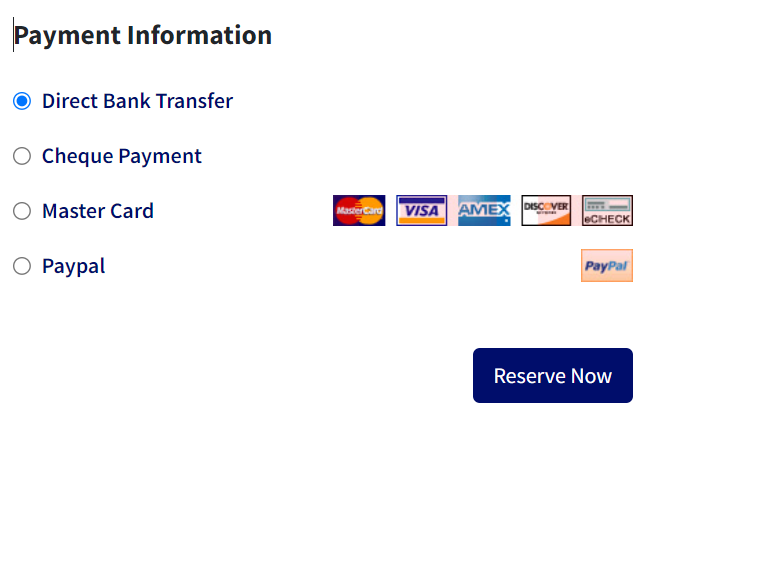 Payment Information
Direct Bank Transfer
Cheque Payment
Master Card MasterCard VISA AMEX DISCOVER eCHECK
Paypal PayPal
Reserve Now